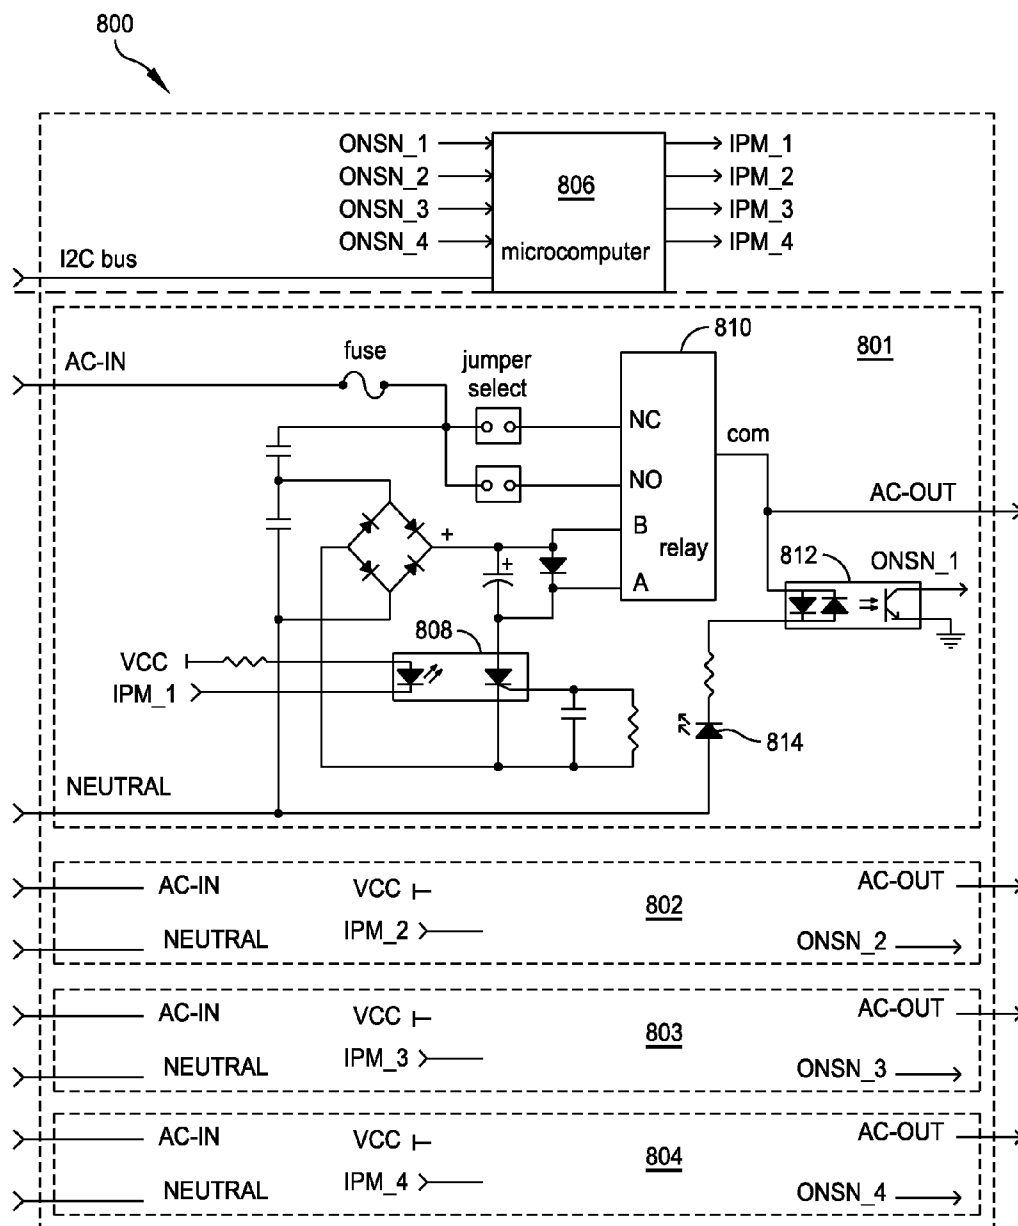 800
ONSN_1
IPM_1
ONSN_2
806
IPM_2
ONSN_3
IPM_3
ONSN_4
microcomputer
IPM_4
I2C bus
810
801
AC-IN
fuse
jumper
select
NC
com
NO
AC-OUT
+
B
relay
812
ONSN_1
+
A
808
VCC
IPM_1
814
NEUTRAL
AC-IN
VCC
802
AC-OUT
NEUTRAL
IPM_2
ONSN_2
AC-IN
VCC
803
AC-OUT
NEUTRAL
IPM_3
ONSN_3
AC-IN
VCC
804
AC-OUT
NEUTRAL
IPM_4
ONSN_4